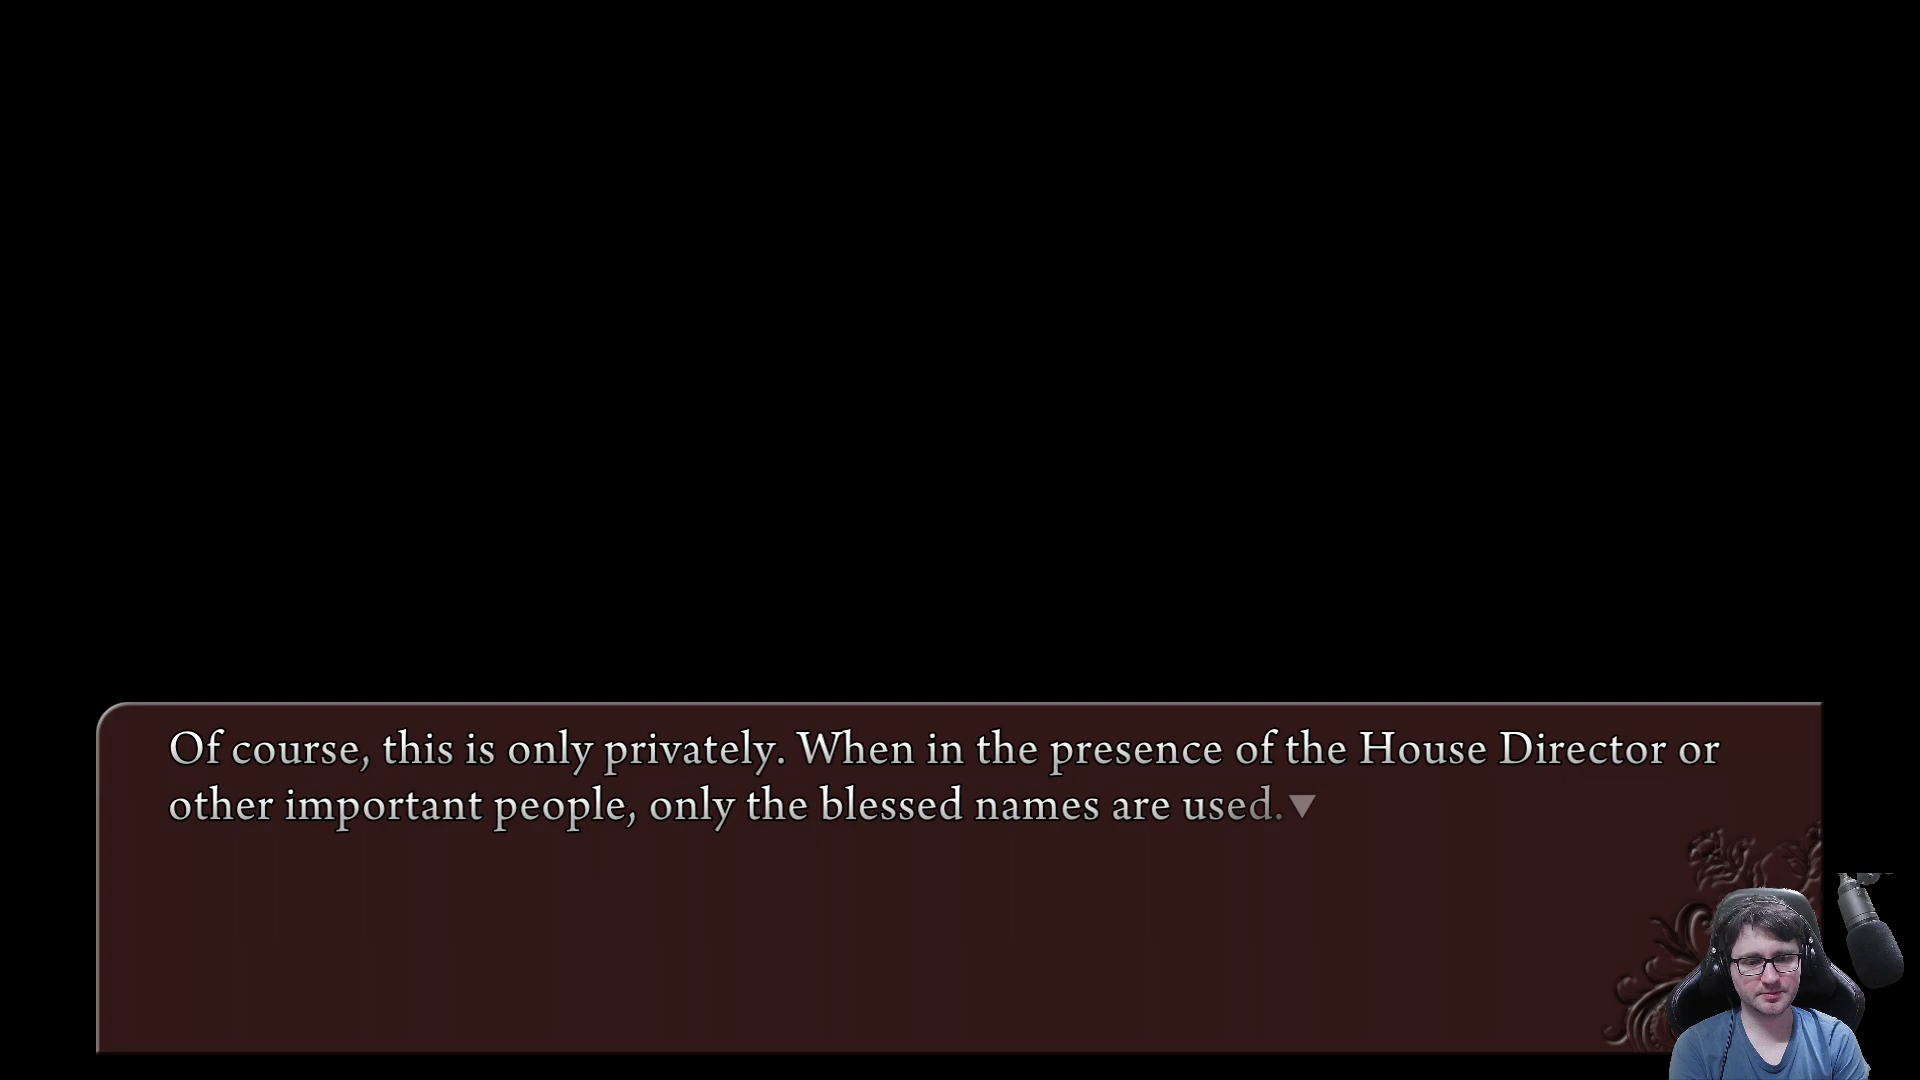 Of course, this is only privately. When in the presence of the House Director or
other important people, only the blessed names are used.